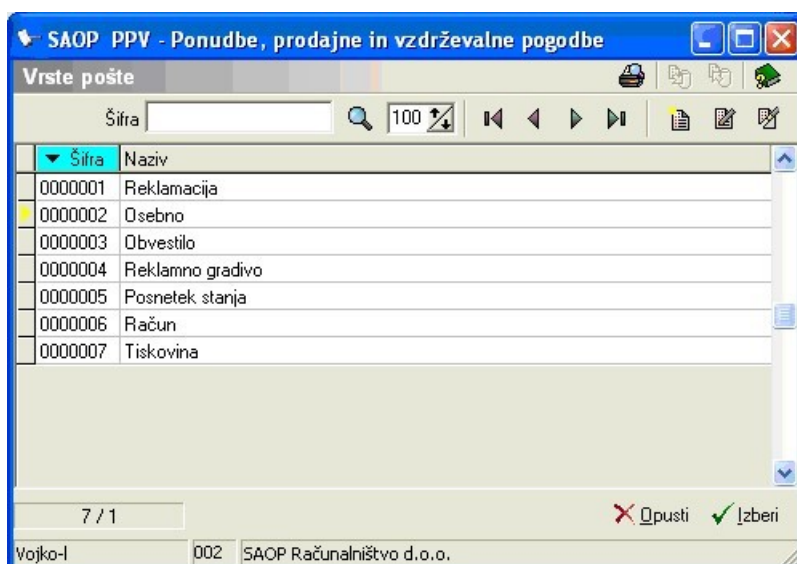 SAOP PPV - Ponudbe, prodajne in vzdrževalne pogodbe
Vrste pošte
Šifra 100
Šifra Naziv
0000001 Reklamacija
0000002 Osebno
0000003 Obvestilo
0000004 Reklamno gradivo
0000005 Posnetek stanja
0000006 Račun
0000007 Tiskovina
7 / 1 Opusti Izberi
Vojko-l 002 SAOP Računalništvo d.o.o.